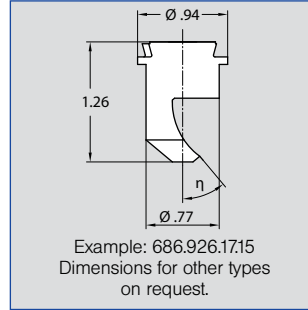 Ø .94
1.26
η
Ø .77
Example: 686.926.17.15
Dimensions for other types
on request.